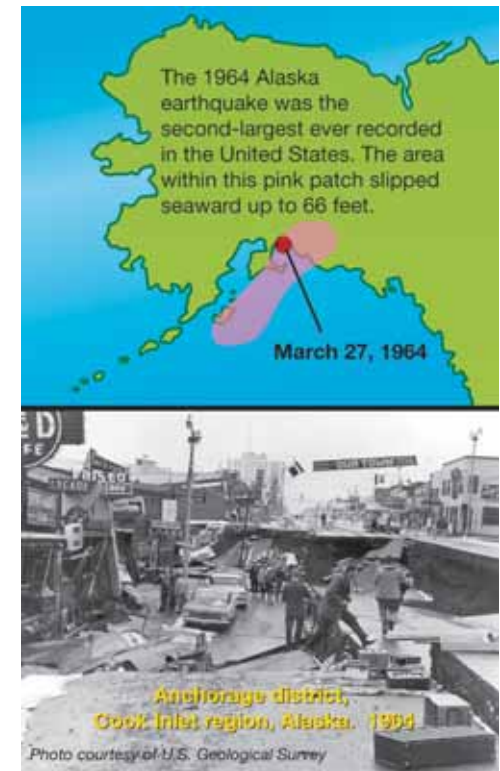 The 1964 Alaska
earthquake was the
second-largest ever recorded
in the United States. The area
within this pink patch slipped
seaward up to 66 feet.
March 27, 1964
D
Anchorage district,
Cook Inlet region, Alaska. 1964
Photo courtesy of U.S. Geological Survey